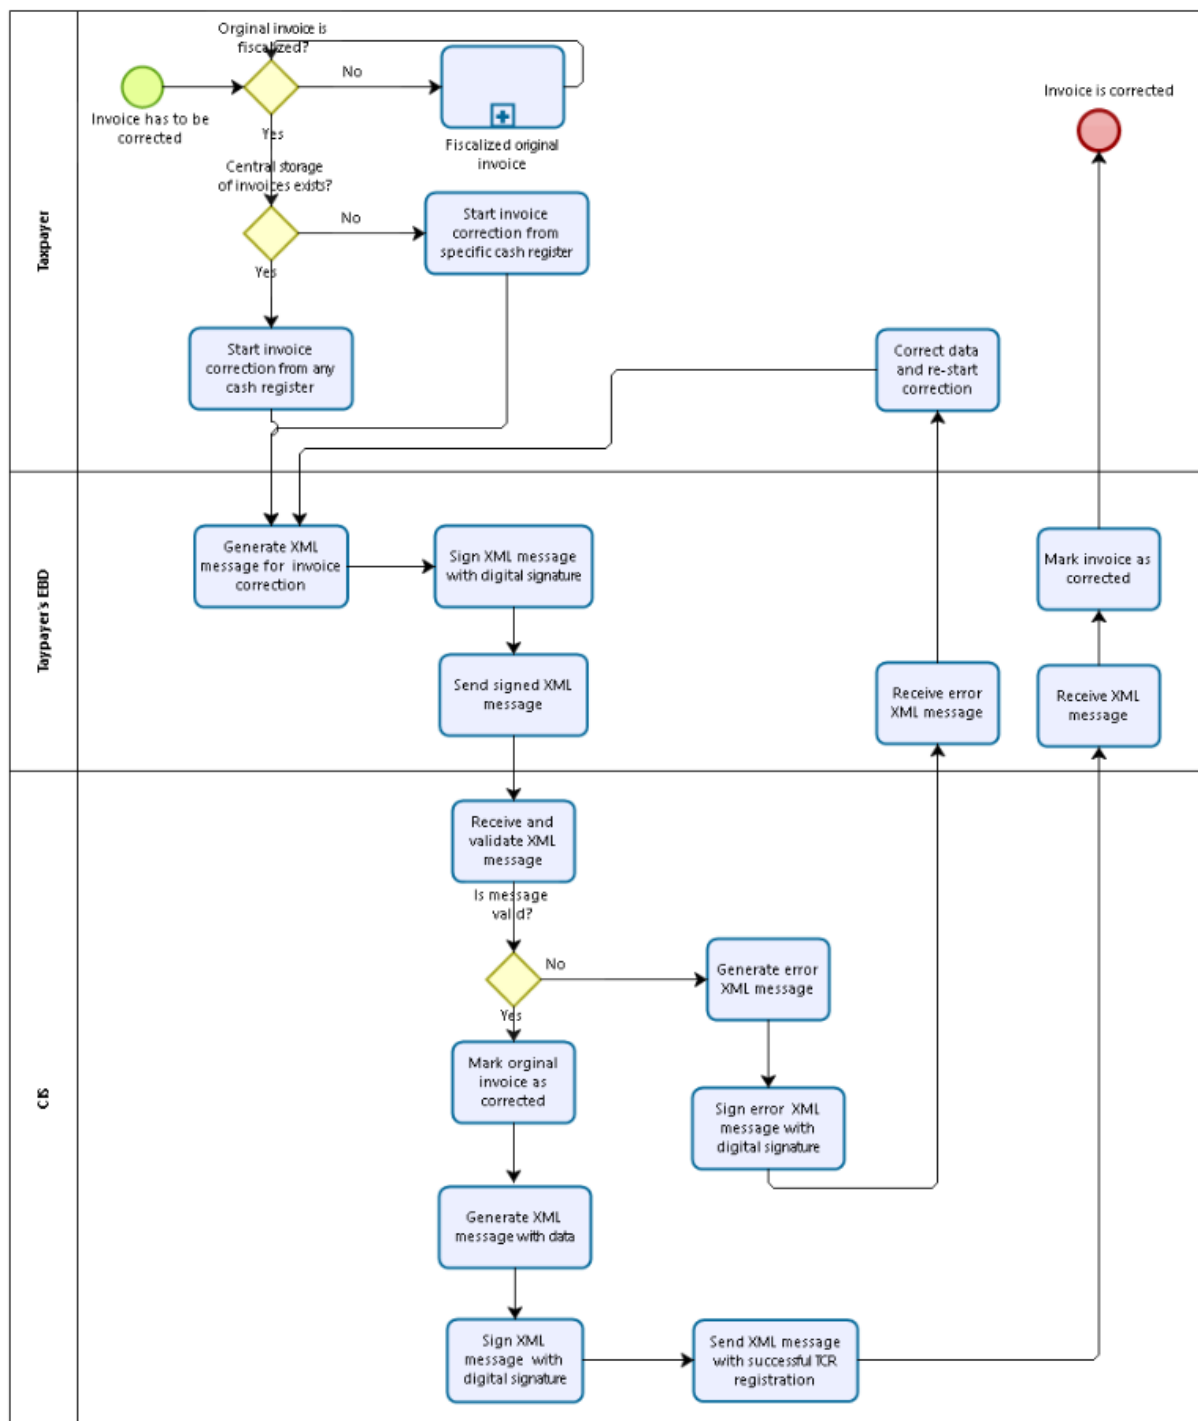 Orginal invoice is
fiscalized?
No
Invoice has to be
corrected
Yes
Fiscalized original
invoice
Invoice is corrected
Central storage
of invoices exists?
No
Start invoice
correction from
specific cash register
Yes
Taxpayer
Start invoice
correction from any
cash register
Correct data
and re-start
correction
Generate XML
message for invoice
correction
Sign XML message
with digital signature
Mark invoice as
corrected
Taypayer's EBD
Send signed XML
message
Receive error
XML message
Receive XML
message
Receive and
validate XML
message
Is message
valid?
No
Generate error
XML message
Yes
Mark orginal
invoice as
corrected
CIS
Sign error XML
message with
digital signature
Generate XML
message with data
Sign XML
message with
digital signature
Send XML message
with successful TCR
registration